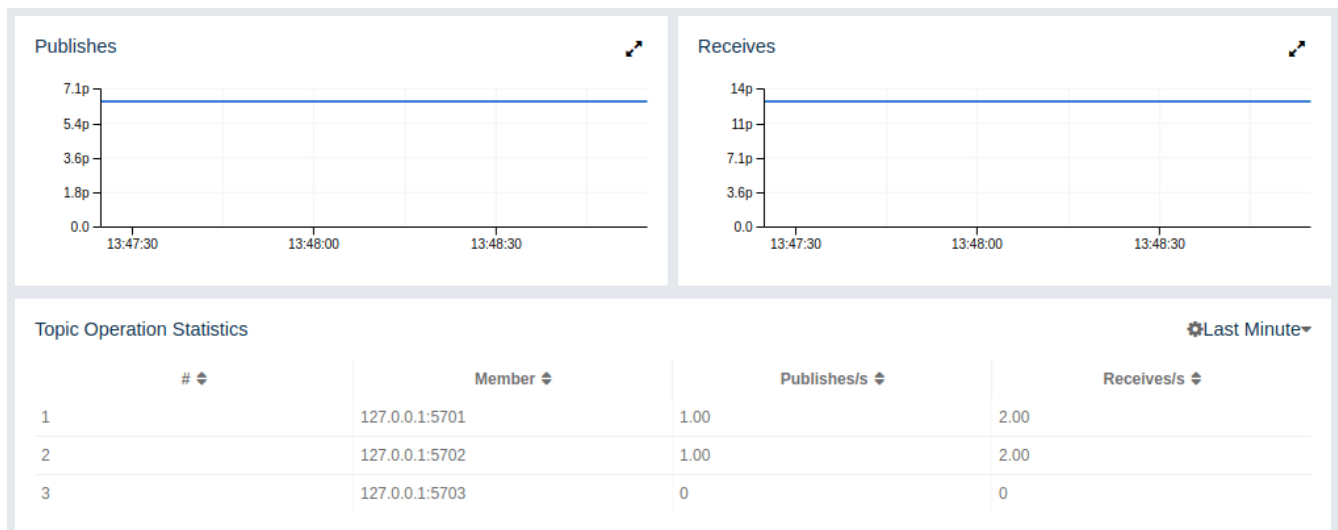 Publishes
7.1p
5.4p
3.6p
1.8p
0.0
13:47:30 13:48:00 13:48:30
Receives
14p
11p
7.1p
3.6p
0.0
13:47:30 13:48:00 13:48:30
Topic Operation Statistics Last Minute
# Member Publishes/s Receives/s
1 127.0.0.1:5701 1.00 2.00
2 127.0.0.1:5702 1.00 2.00
3 127.0.0.1:5703 0 0